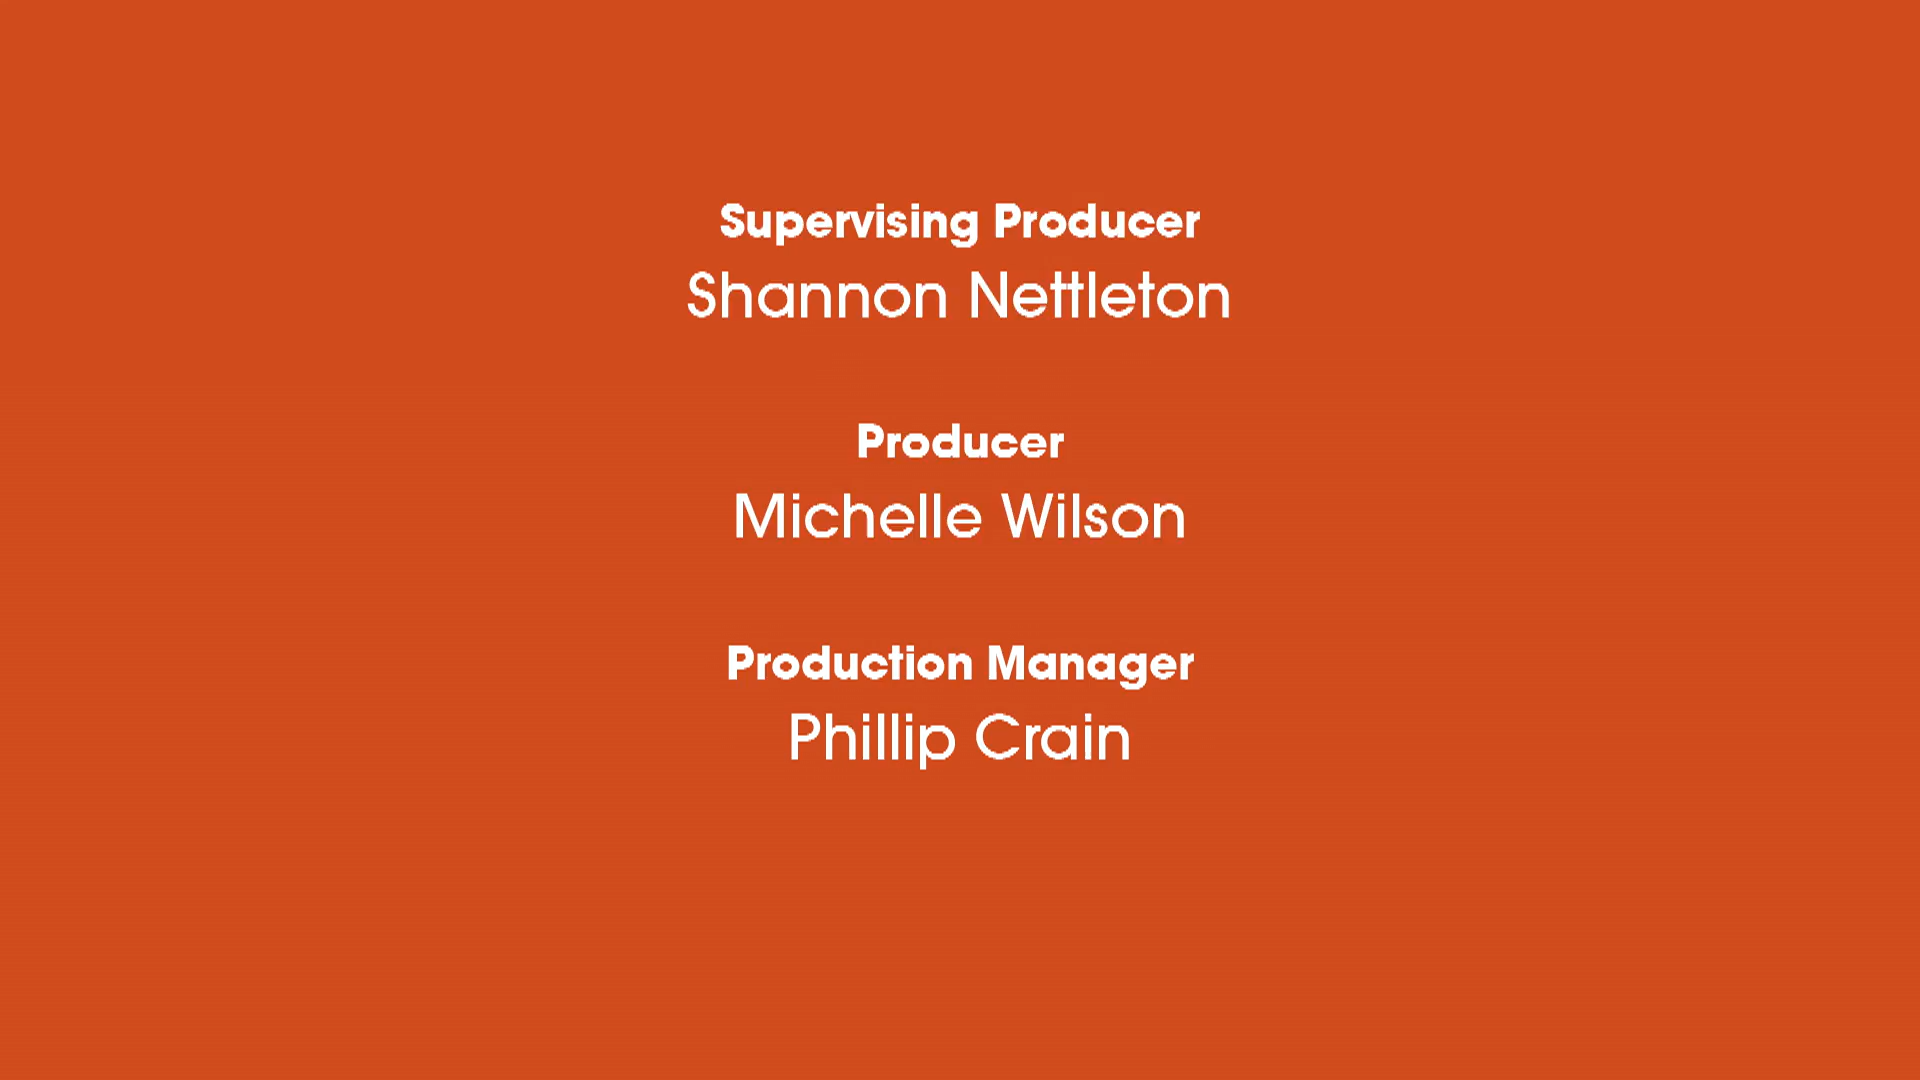 Supervising Producer
Shannon Nettleton
Producer
Michelle Wilson
Production Manager
Phillip Crain